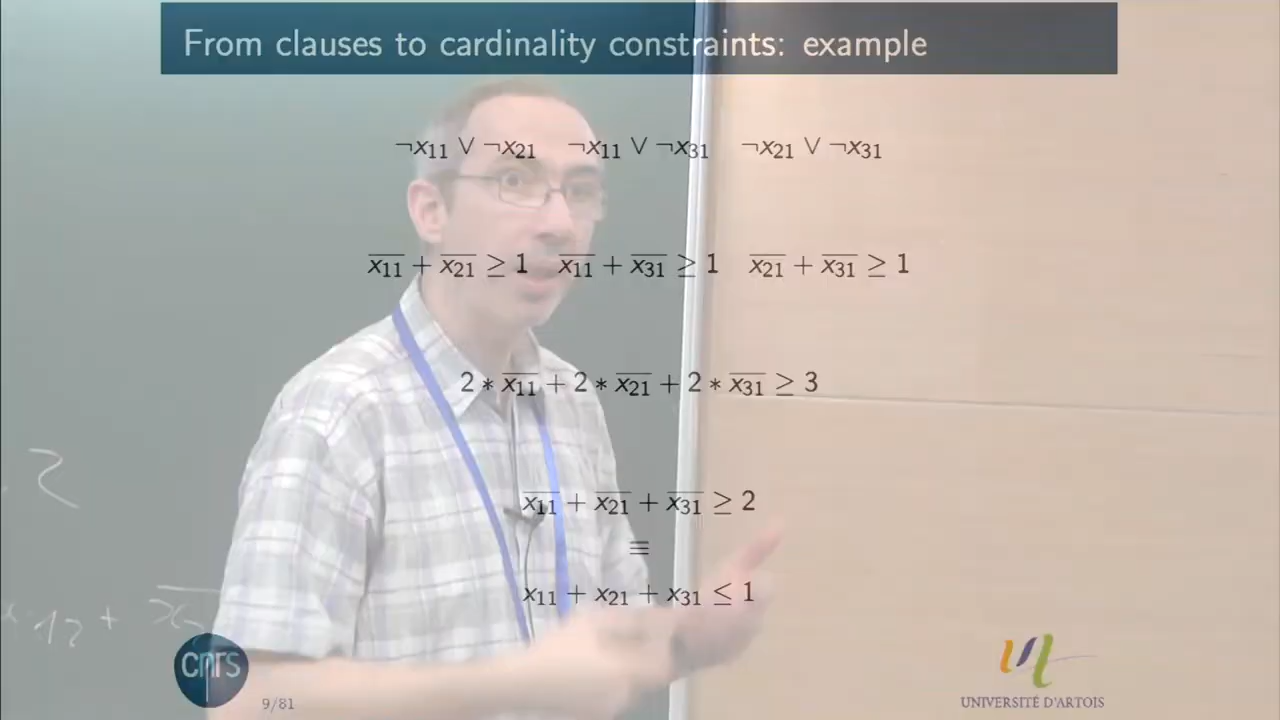 From clauses to cardinality constraints: example
¬x₁₁ ∨ ¬x₂₁ ¬x₁₁ ∨ ¬x₃₁ ¬x₂₁ ∨ ¬x₃₁
x̅₁₁ + x̅₂₁ ≥ 1 x̅₁₁ + x̅₃₁ ≥ 1 x̅₂₁ + x̅₃₁ ≥ 1
2 * x̅₁₁ + 2 * x̅₂₁ + 2 * x̅₃₁ ≥ 3
x̅₁₁ + x̅₂₁ + x̅₃₁ ≥ 2
≡
x₁₁ + x₂₁ + x₃₁ ≤ 1
cnrs
9/81
UNIVERSITÉ D'ARTOIS